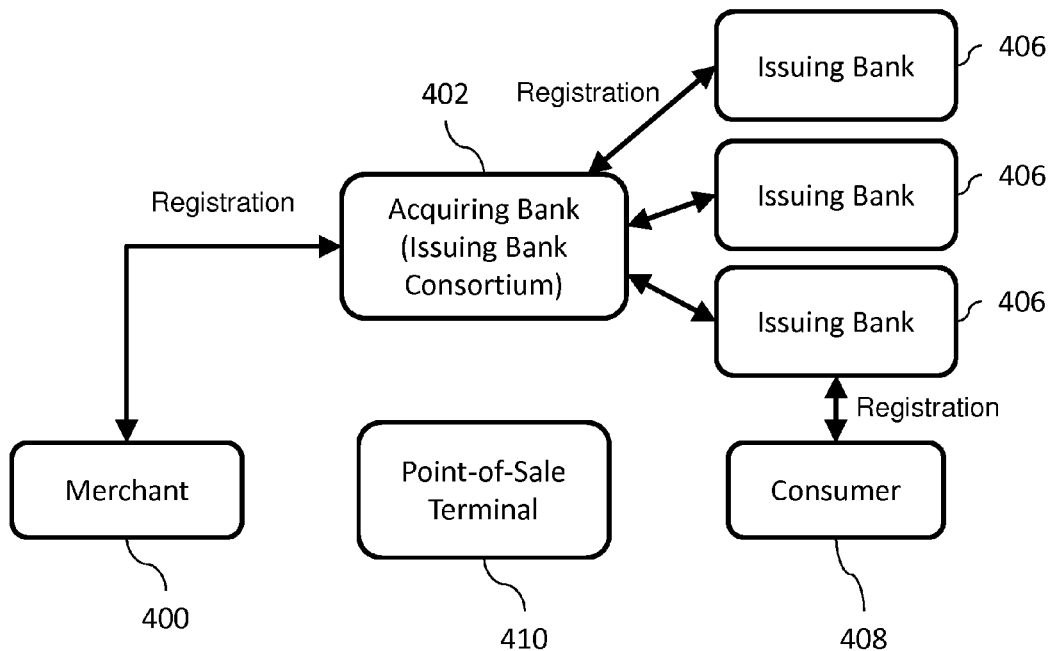 406
Issuing Bank
402
Registration
406
Issuing Bank
Registration
Acquiring Bank
(Issuing Bank
Consortium)
406
Issuing Bank
Registration
Merchant
Point-of-Sale
Terminal
Consumer
400
410
408